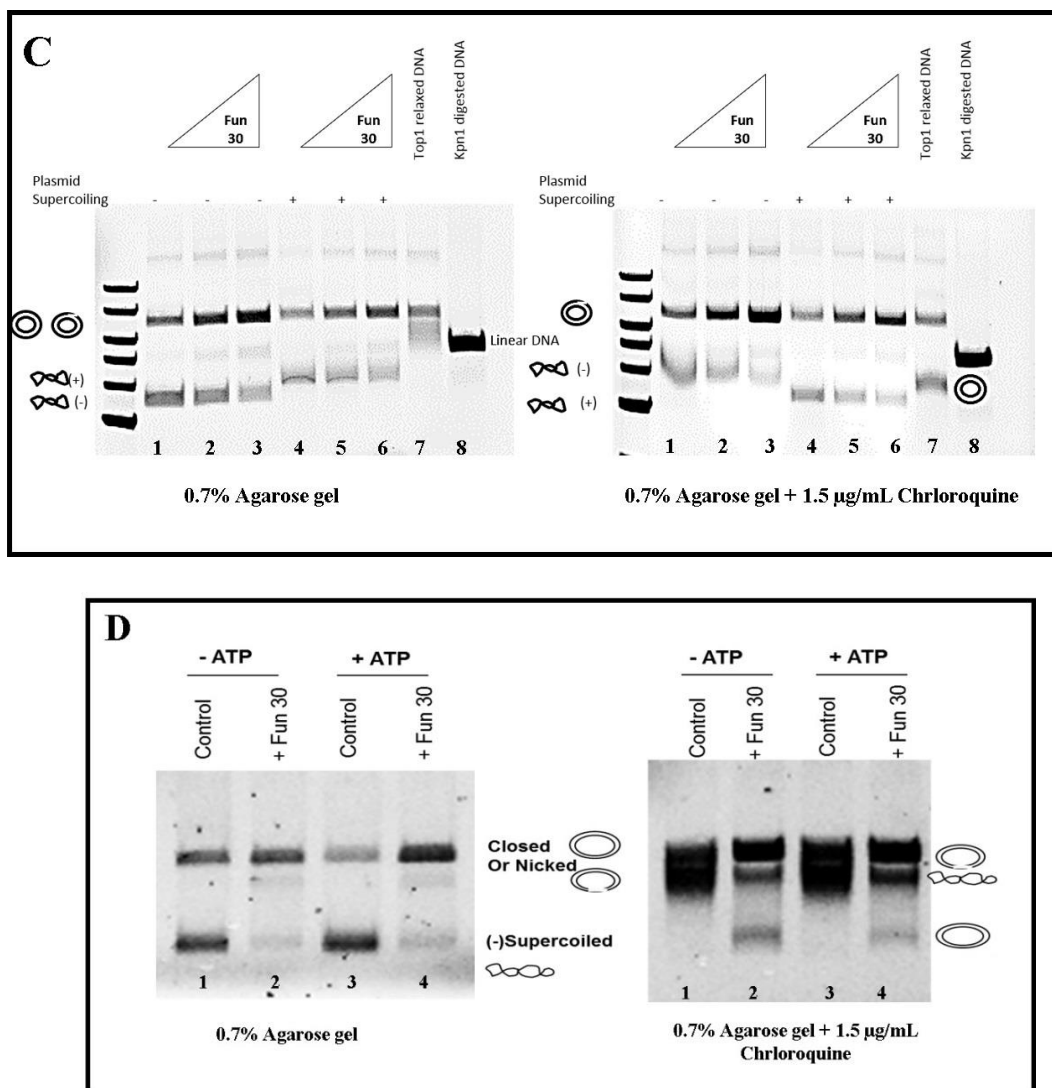 C
Fun
30
Fun
30
Top1 relaxed DNA
Kpn1 digested DNA
Plasmid
Supercoiling
- - - + + +
(+)
(-)
Linear DNA
1 2 3 4 5 6 7 8
0.7% Agarose gel
Fun
30
Fun
30
Top1 relaxed DNA
Kpn1 digested DNA
Plasmid
Supercoiling
- - - + + +
(-)
(+)
1 2 3 4 5 6 7 8
0.7% Agarose gel + 1.5 µg/mL Chrloroquine
D
- ATP + ATP
Control
+ Fun 30
Control
+ Fun 30
Closed
Or Nicked
(-)Supercoiled
1 2 3 4
0.7% Agarose gel
- ATP + ATP
Control
+ Fun 30
Control
+ Fun 30
1 2 3 4
0.7% Agarose gel + 1.5 µg/mL
Chrloroquine